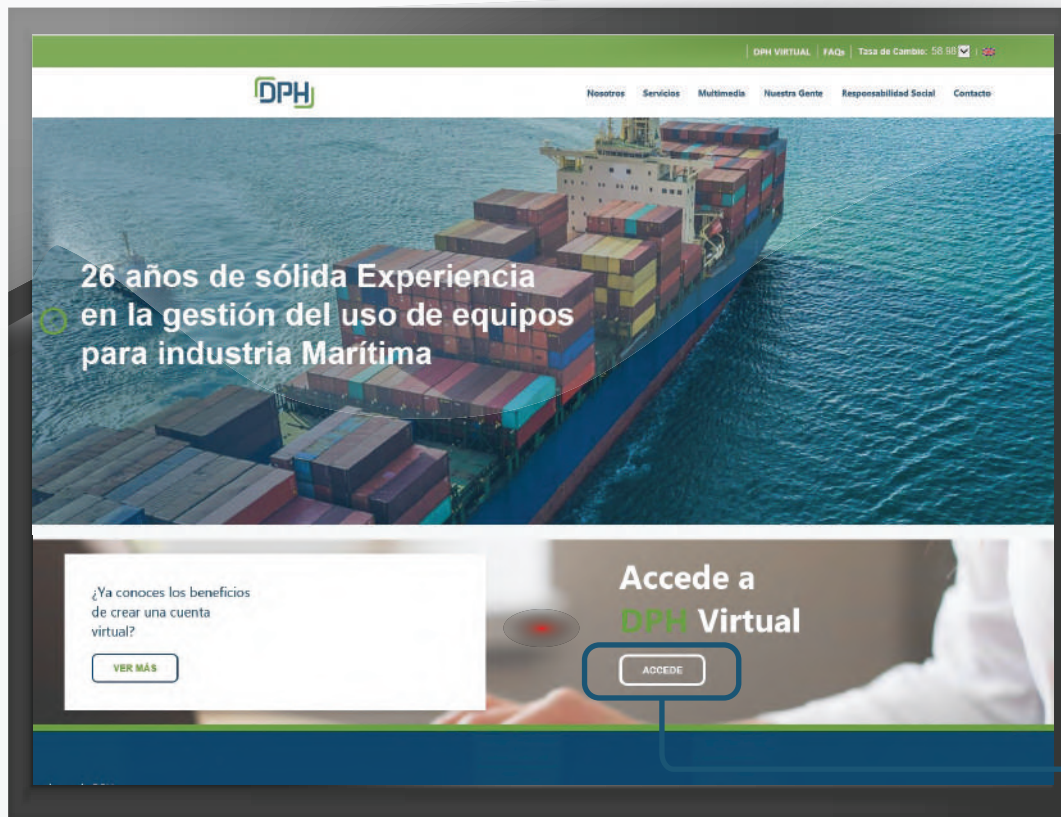 DPH VIRTUAL | FAQs | Tasa de Cambio: 58.98
DPH
Nosotros Servicios Multimedia Nuestra Gente Responsabilidad Social Contacto
26 años de sólida Experiencia
en la gestión del uso de equipos
para industria Marítima
¿Ya conoces los beneficios
de crear una cuenta
virtual?
VER MÁS
Accede a
DPH Virtual
ACCEDE